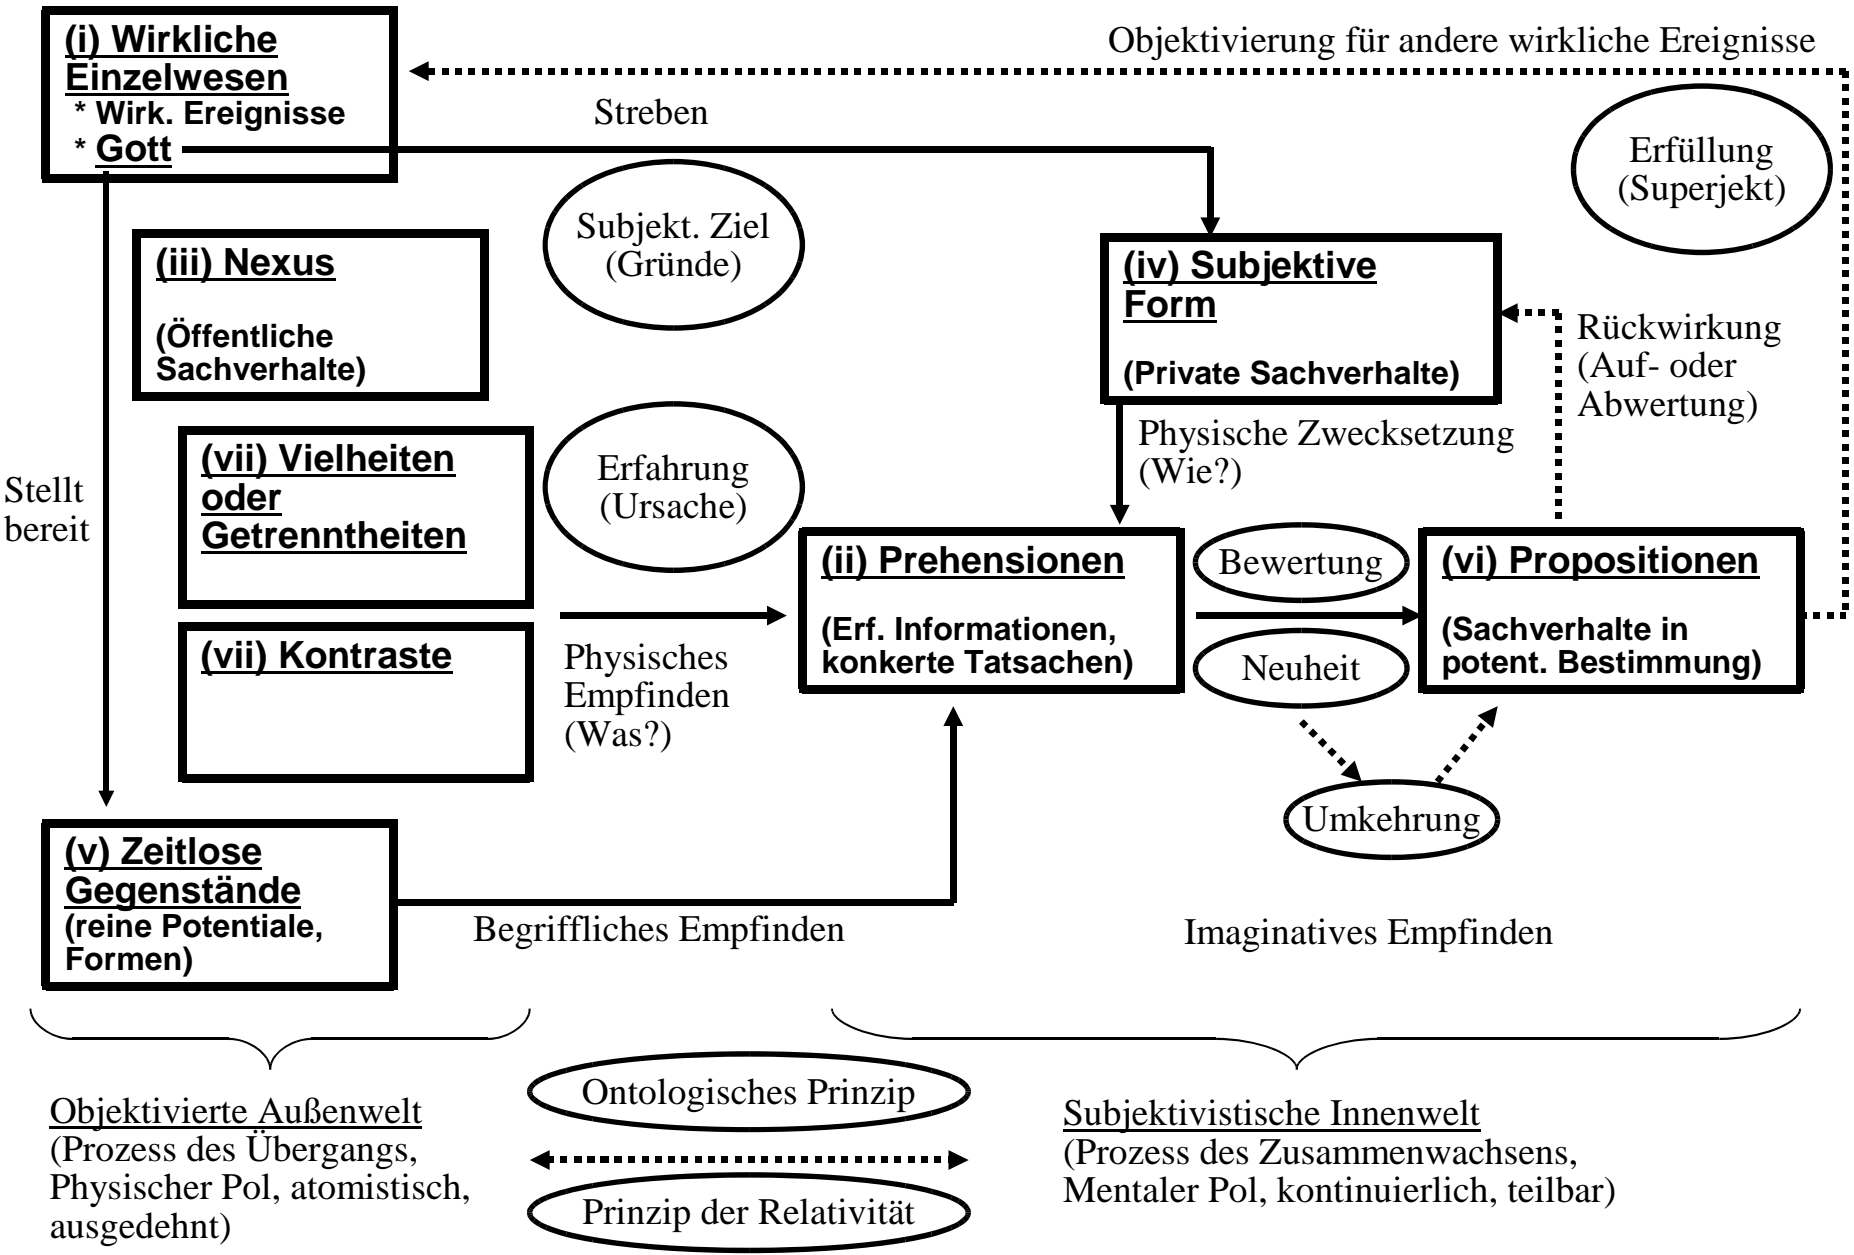 (i) Wirkliche
Einzelwesen
* Wirk. Ereignisse
* Gott
Objektivierung für andere wirkliche Ereignisse
Streben
Erfüllung
(Superjekt)
Subjekt. Ziel
(Gründe)
(iii) Nexus
(Öffentliche
Sachverhalte)
(iv) Subjektive
Form
(Private Sachverhalte)
Rückwirkung
(Auf- oder
Abwertung)
(vii) Vielheiten
oder
Getrenntheiten
Erfahrung
(Ursache)
Physische Zwecksetzung
(Wie?)
Stellt
bereit
(ii) Prehensionen
(Erf. Informationen,
konkerte Tatsachen)
Bewertung
Neuheit
(vi) Propositionen
(Sachverhalte in
potent. Bestimmung)
(vii) Kontraste
Physisches
Empfinden
(Was?)
Umkehrung
(v) Zeitlose
Gegenstände
(reine Potentiale,
Formen)
Begriffliches Empfinden
Imaginatives Empfinden
Objektivierte Außenwelt
(Prozess des Übergangs,
Physischer Pol, atomistisch,
ausgedehnt)
Ontologisches Prinzip
Prinzip der Relativität
Subjektivistische Innenwelt
(Prozess des Zusammenwachsens,
Mentaler Pol, kontinuierlich, teilbar)